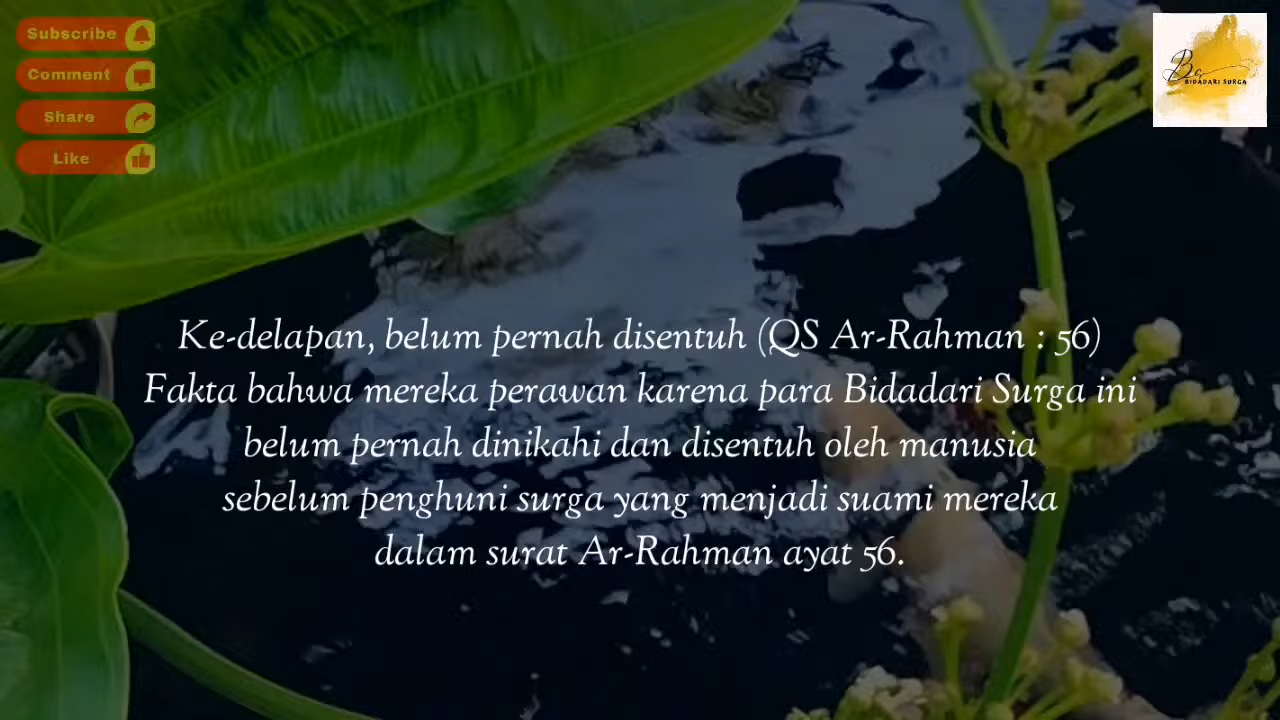 Subscribe
Comment
Share
Like
Bs
BIDADARI SURGA
Ke-delapan, belum pernah disentuh (QS Ar-Rahman : 56)
Fakta bahwa mereka perawan karena para Bidadari Surga ini
belum pernah dinikahi dan disentuh oleh manusia
sebelum penghuni surga yang menjadi suami mereka
dalam surat Ar-Rahman ayat 56.